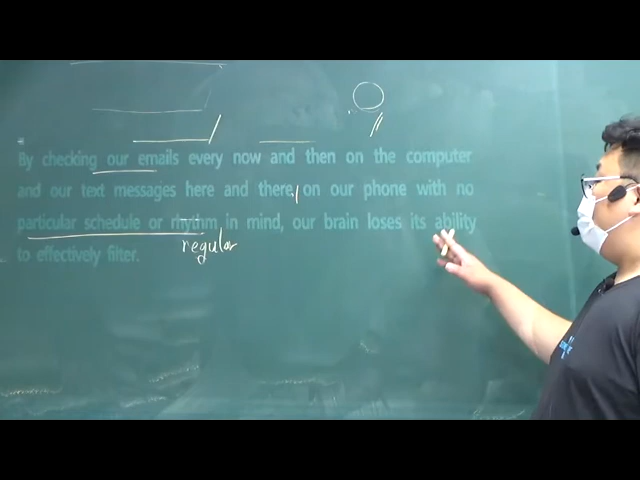 By checking our emails every now and then on the computer
and our text messages here and there, on our phone with no
particular schedule or rhythm in mind, our brain loses its ability
to effectively filter.
regular